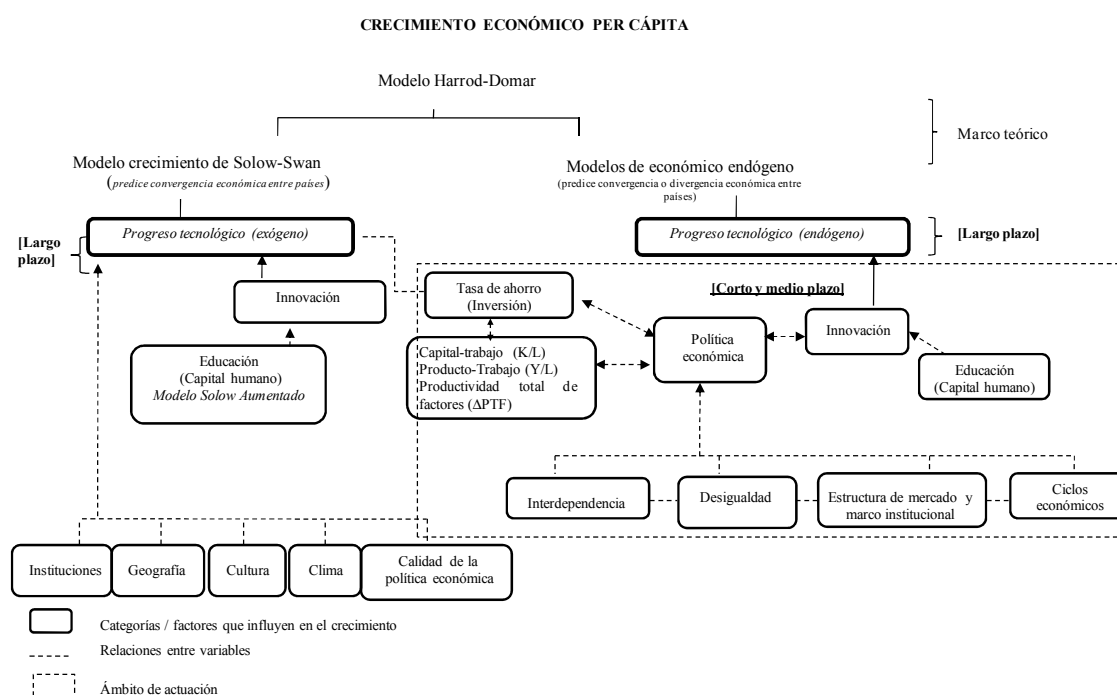 CRECIMIENTO ECONÓMICO PER CÁPITA
Modelo Harrod-Domar
Marco teórico
Modelo crecimiento de Solow-Swan
(predice convergencia económica entre países)
Modelos de económico endógeno
(predice convergencia o divergencia económica entre
países)
[Largo
plazo]
Progreso tecnológico (exógeno)
Progreso tecnológico (endógeno)
[Largo plazo]
Innovación
Tasa de ahorro
(Inversión)
[Corto y medio plazo]
Política
económica
Innovación
Educación
(Capital humano)
Modelo Solow Aumentado
Capital-trabajo (K/L)
Producto-Trabajo (Y/L)
Productividad total de
factores (ΔPTF)
Educación
(Capital humano)
Interdependencia
Desigualdad
Estructura de mercado y
marco institucional
Ciclos
económicos
Instituciones
Geografía
Cultura
Clima
Calidad de la
política económica
Categorías / factores que influyen en el crecimiento
Relaciones entre variables
Ámbito de actuación